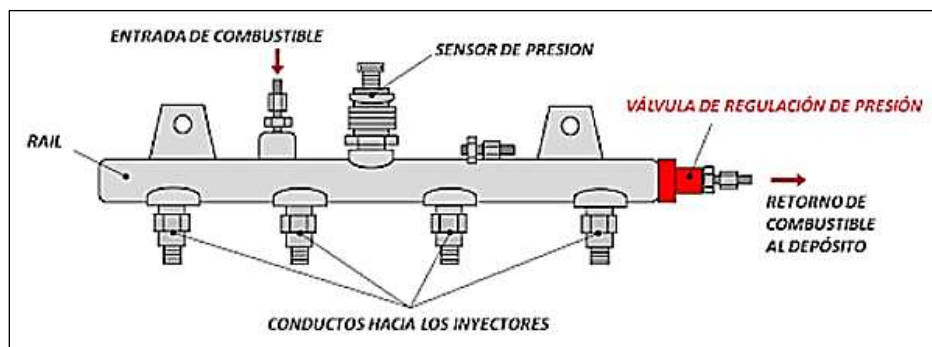 ENTRADA DE COMBUSTIBLE
SENSOR DE PRESION
VÁLVULA DE REGULACIÓN DE PRESIÓN
RAIL
RETORNO DE
COMBUSTIBLE
AL DEPÓSITO
CONDUCTOS HACIA LOS INYECTORES